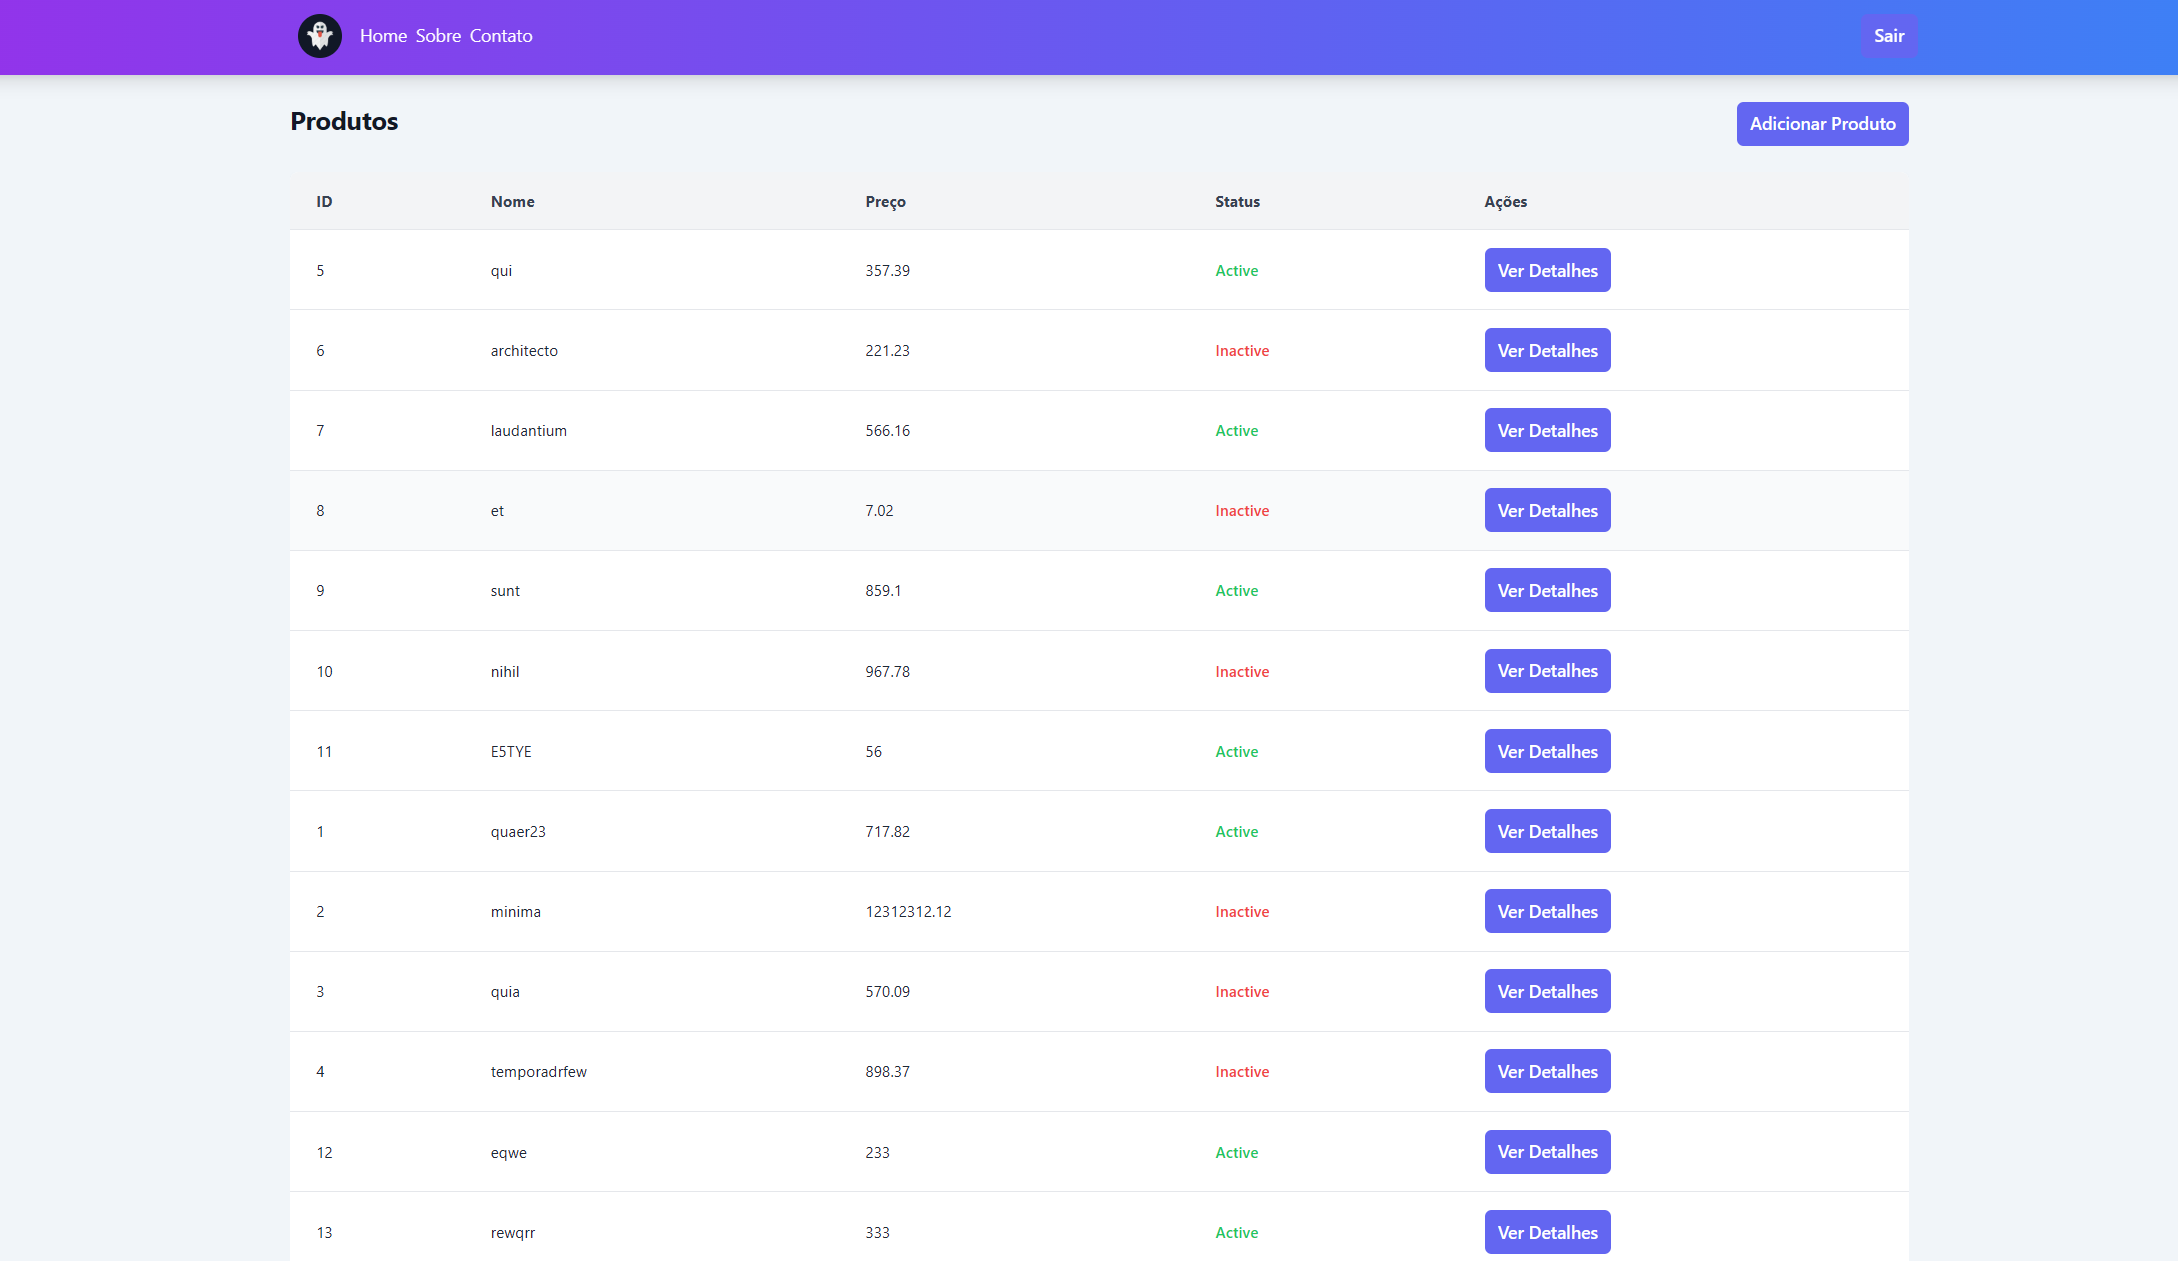 Home Sobre Contato Sair
Produtos Adicionar Produto
ID Nome Preço Status Ações
5 qui 357.39 Active Ver Detalhes
6 architecto 221.23 Inactive Ver Detalhes
7 laudantium 566.16 Active Ver Detalhes
8 et 7.02 Inactive Ver Detalhes
9 sunt 859.1 Active Ver Detalhes
10 nihil 967.78 Inactive Ver Detalhes
11 E5TYE 56 Active Ver Detalhes
1 quaer23 717.82 Active Ver Detalhes
2 minima 12312312.12 Inactive Ver Detalhes
3 quia 570.09 Inactive Ver Detalhes
4 temporadrfew 898.37 Inactive Ver Detalhes
12 eqwe 233 Active Ver Detalhes
13 rewqrr 333 Active Ver Detalhes